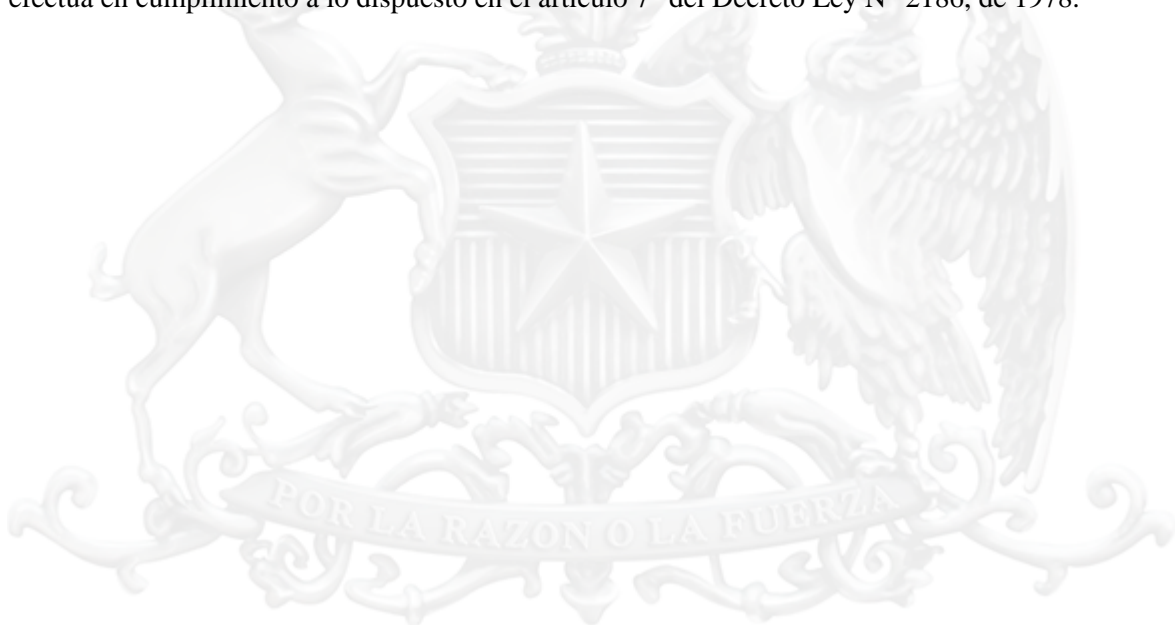 efectúa en cumplimiento a lo dispuesto en el artículo 7° del Decreto Ley N° 2186, de 1978.
POR LA RAZON O LA FUERZA